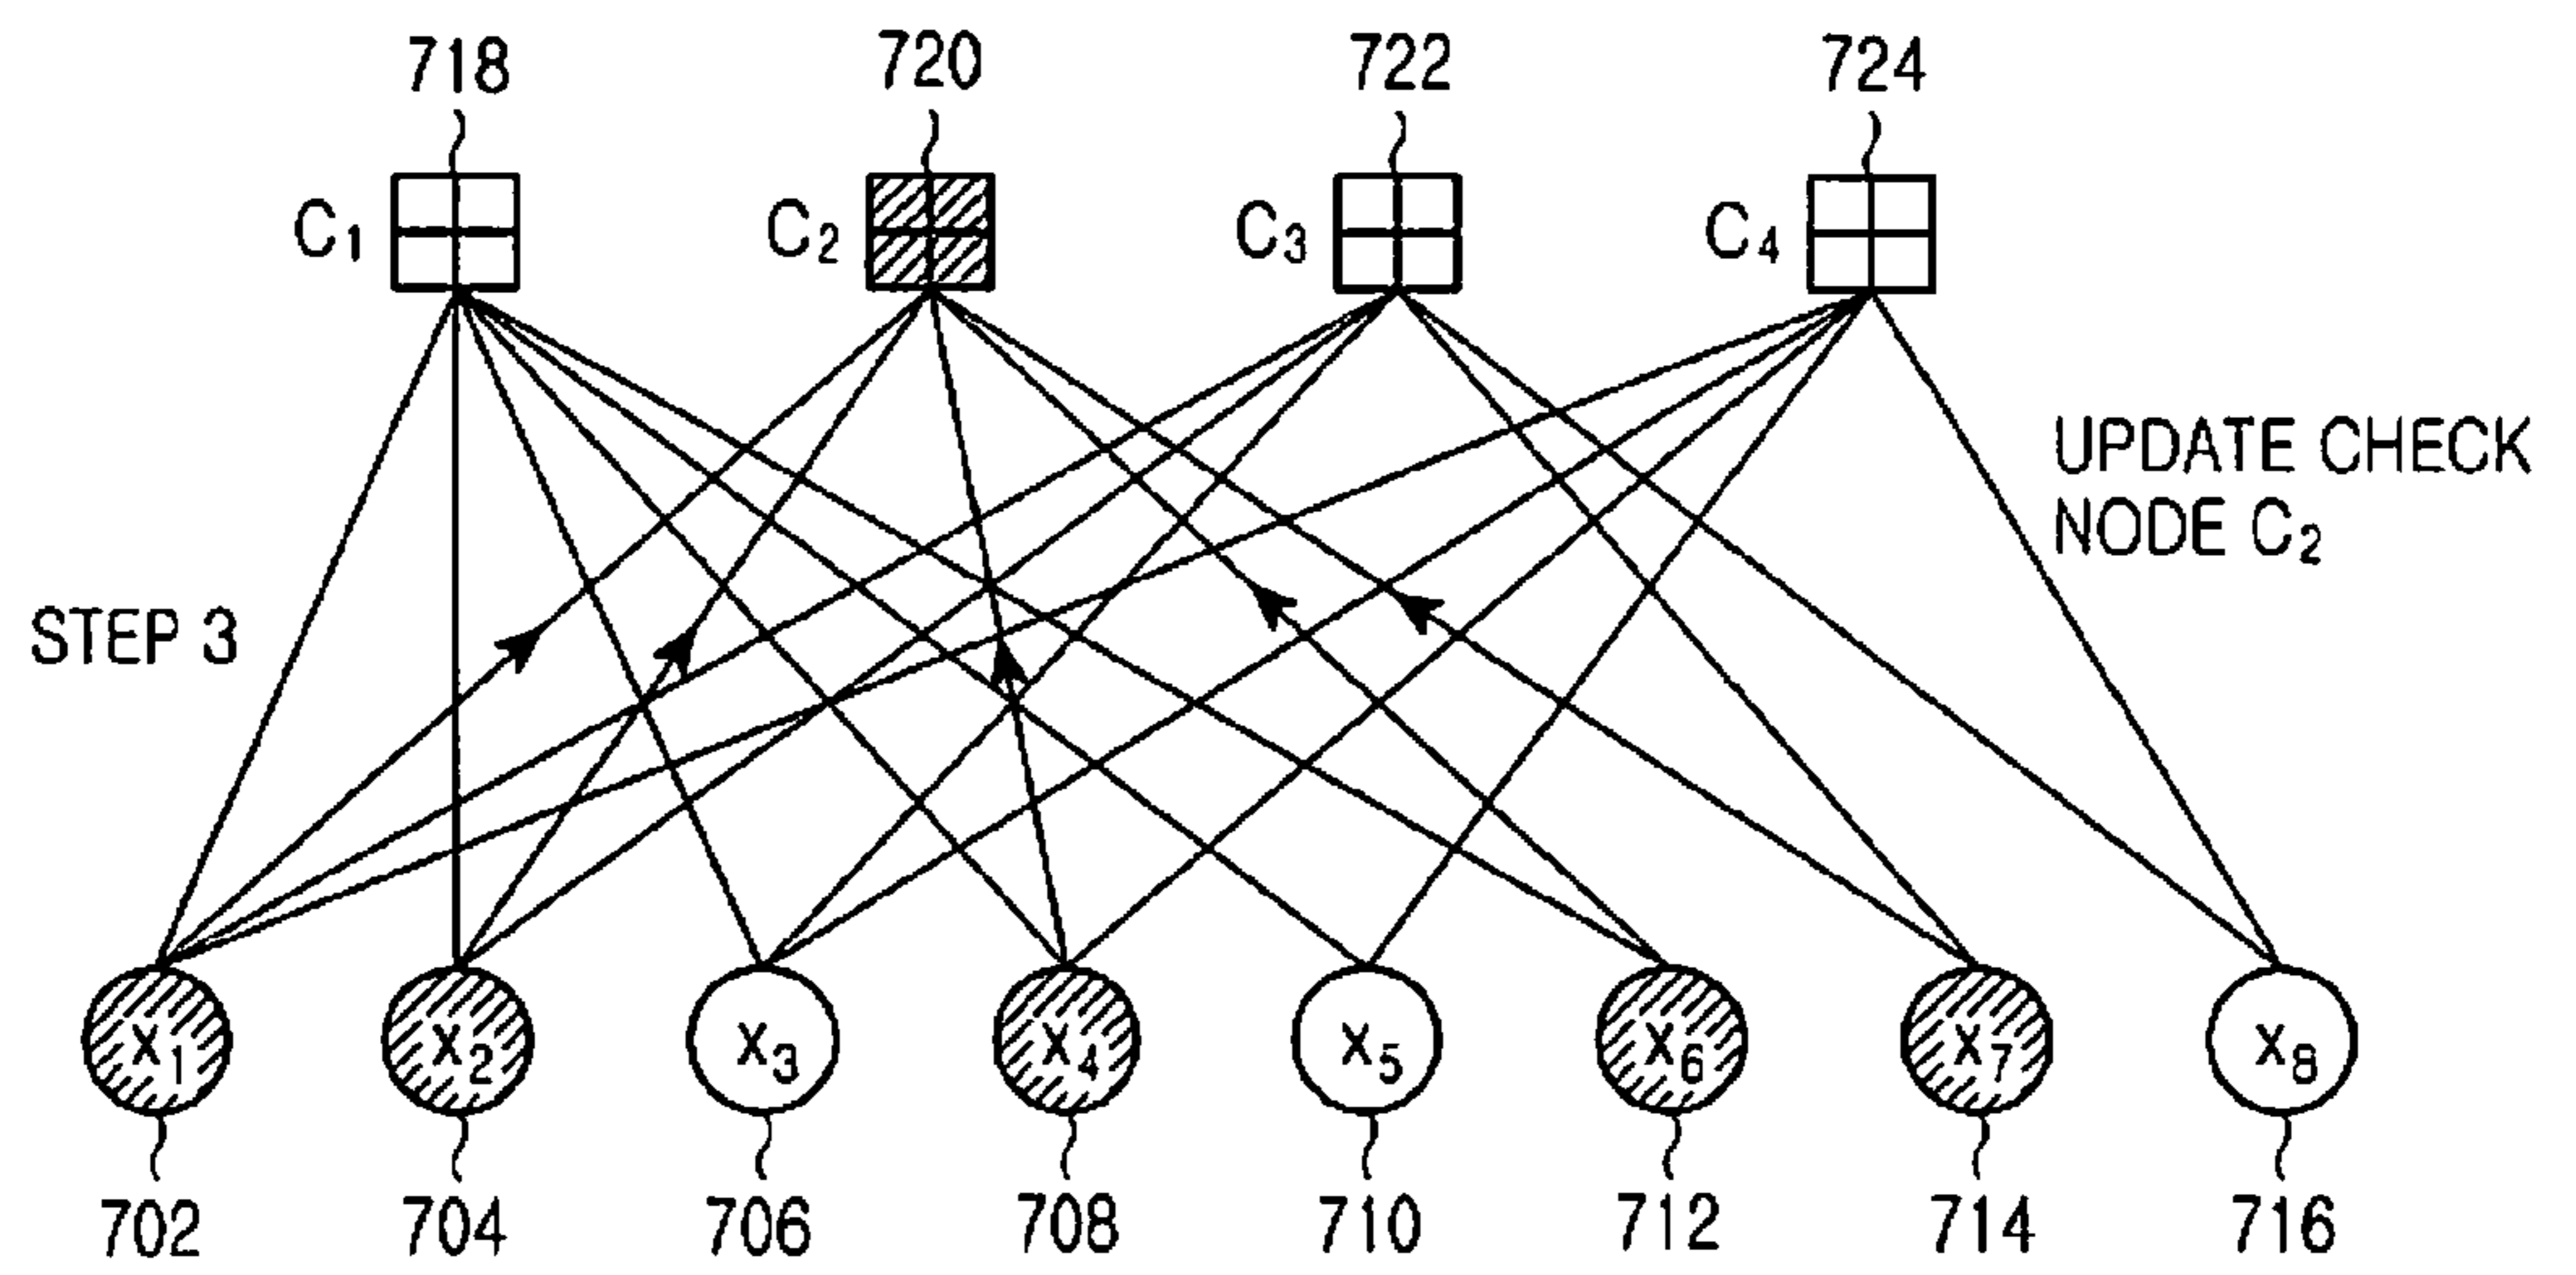 718 720 722 724
C1 C2 C3 C4
UPDATE CHECK
NODE C2
STEP 3
x1 x2 x3 x4 x5 x6 x7 x8
702 704 706 708 710 712 714 716